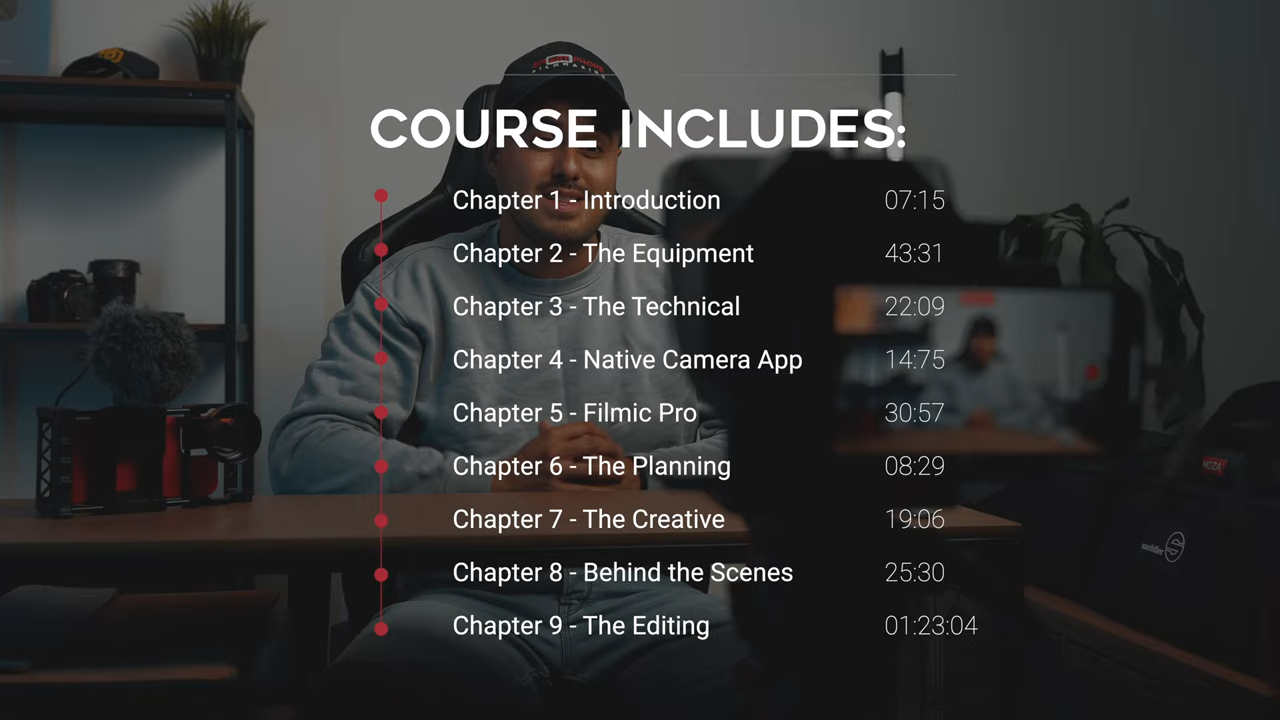 COURSE INCLUDES:
Chapter 1 - Introduction 07:15
Chapter 2 - The Equipment 43:31
Chapter 3 - The Technical 22:09
Chapter 4 - Native Camera App 14:75
Chapter 5 - Filmic Pro 30:57
Chapter 6 - The Planning 08:29
Chapter 7 - The Creative 19:06
Chapter 8 - Behind the Scenes 25:30
Chapter 9 - The Editing 01:23:04
MOZA
sachtler